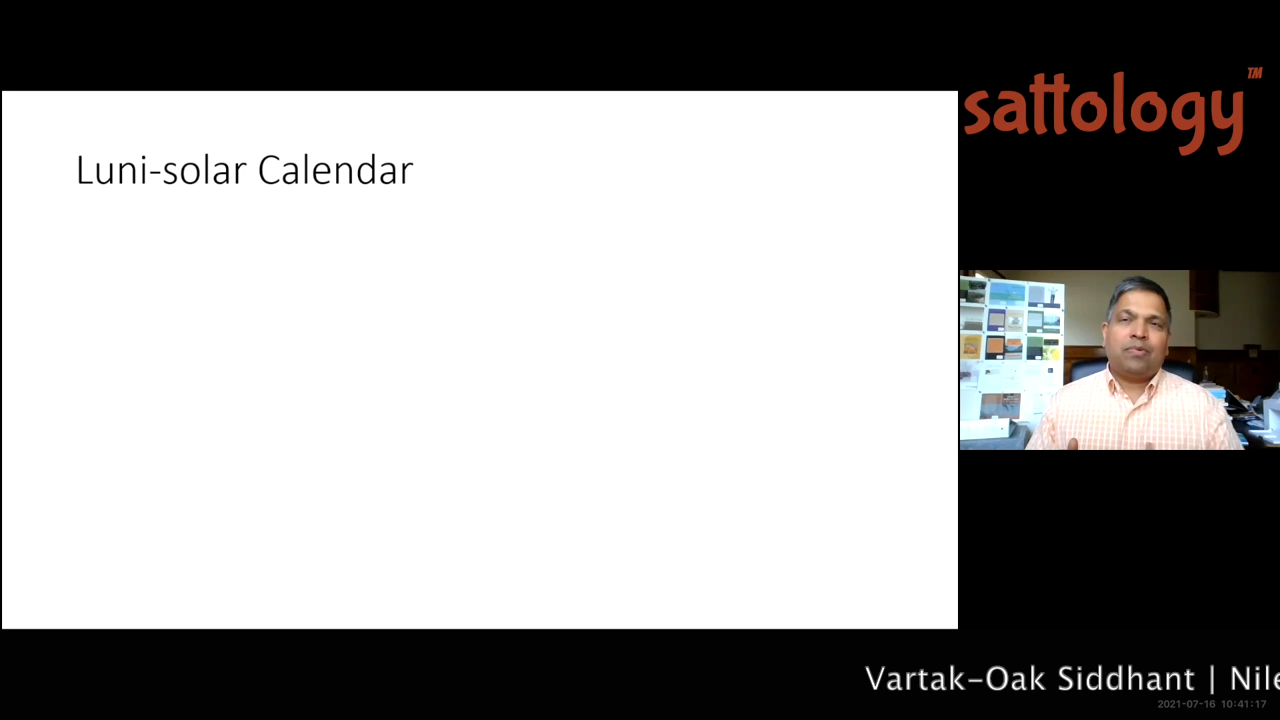 sattology™
Luni-solar Calendar
Vartak-Oak Siddhant | Nile
2021-07-16 10:41:17